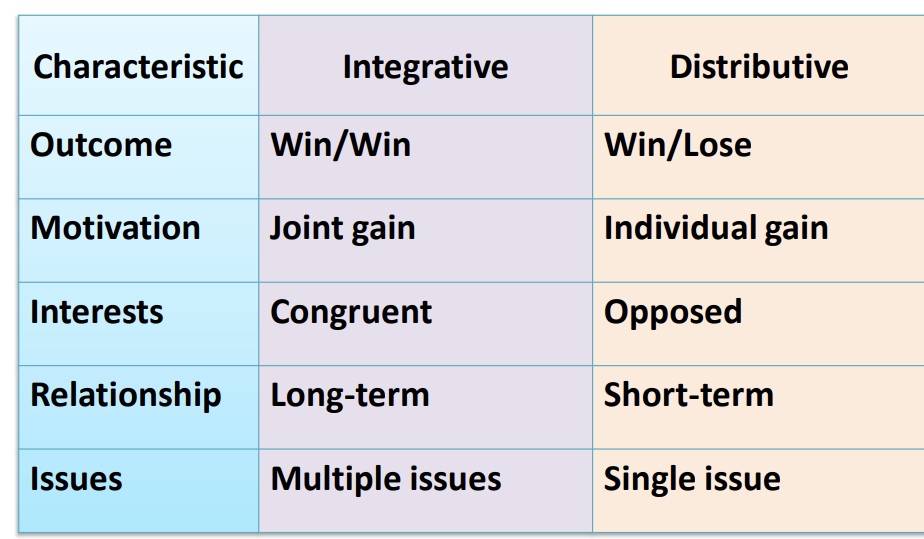 Characteristic Integrative Distributive
Outcome Win/Win Win/Lose
Motivation Joint gain Individual gain
Interests Congruent Opposed
Relationship Long-term Short-term
Issues Multiple issues Single issue